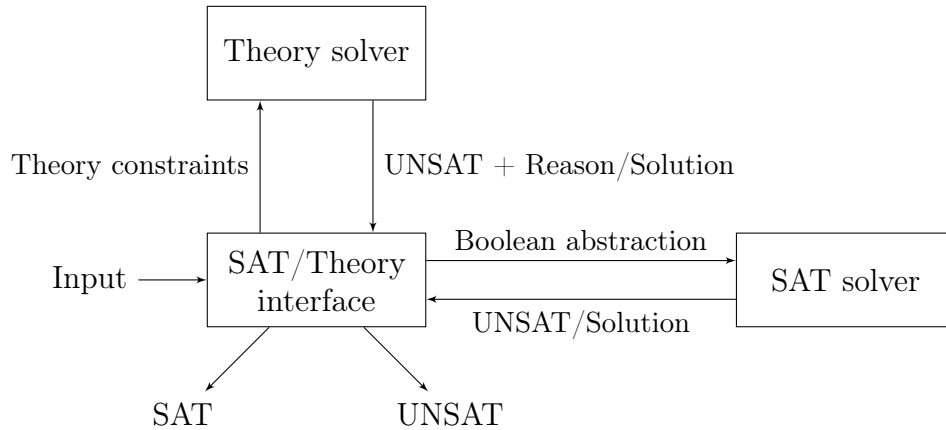 Theory solver
Theory constraints
UNSAT + Reason/Solution
Input
SAT/Theory
interface
Boolean abstraction
UNSAT/Solution
SAT solver
SAT
UNSAT